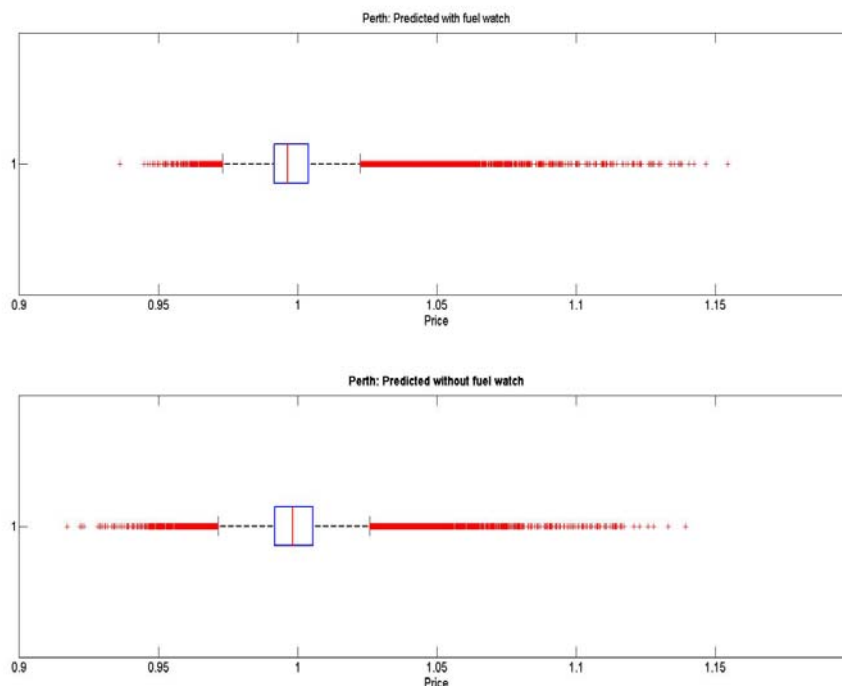 Perth: Predicted with fuel watch
1
0.9 0.95 1 1.05 1.1 1.15
Price
Perth: Predicted without fuel watch
1
0.9 0.95 1 1.05 1.1 1.15
Price